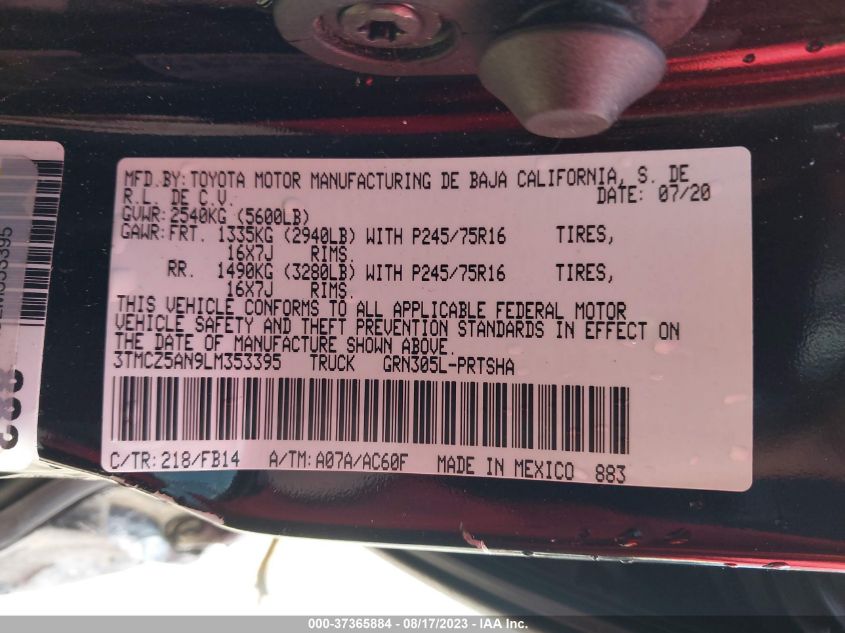 MFD.BY:TOYOTA MOTOR MANUFACTURING DE BAJA CALIFORNIA, S. DE
R.L. DE C.V. DATE: 07/20
GVWR:2540KG (5600LB)
GAWR:FRT. 1335KG (2940LB) WITH P245/75R16 TIRES,
16X7J RIMS.
RR. 1490KG (3280LB) WITH P245/75R16 TIRES,
16X7J RIMS.
THIS VEHICLE CONFORMS TO ALL APPLICABLE FEDERAL MOTOR
VEHICLE SAFETY AND THEFT PREVENTION STANDARDS IN EFFECT ON
THE DATE OF MANUFACTURE SHOWN ABOVE.
3TMCZ5AN9LM353395 TRUCK GRN305L-PRTSHA
C/TR:218/FB14 A/TM:A07A/AC60F MADE IN MEXICO 883
000-37365884 - 08/17/2023 - IAA, Inc.